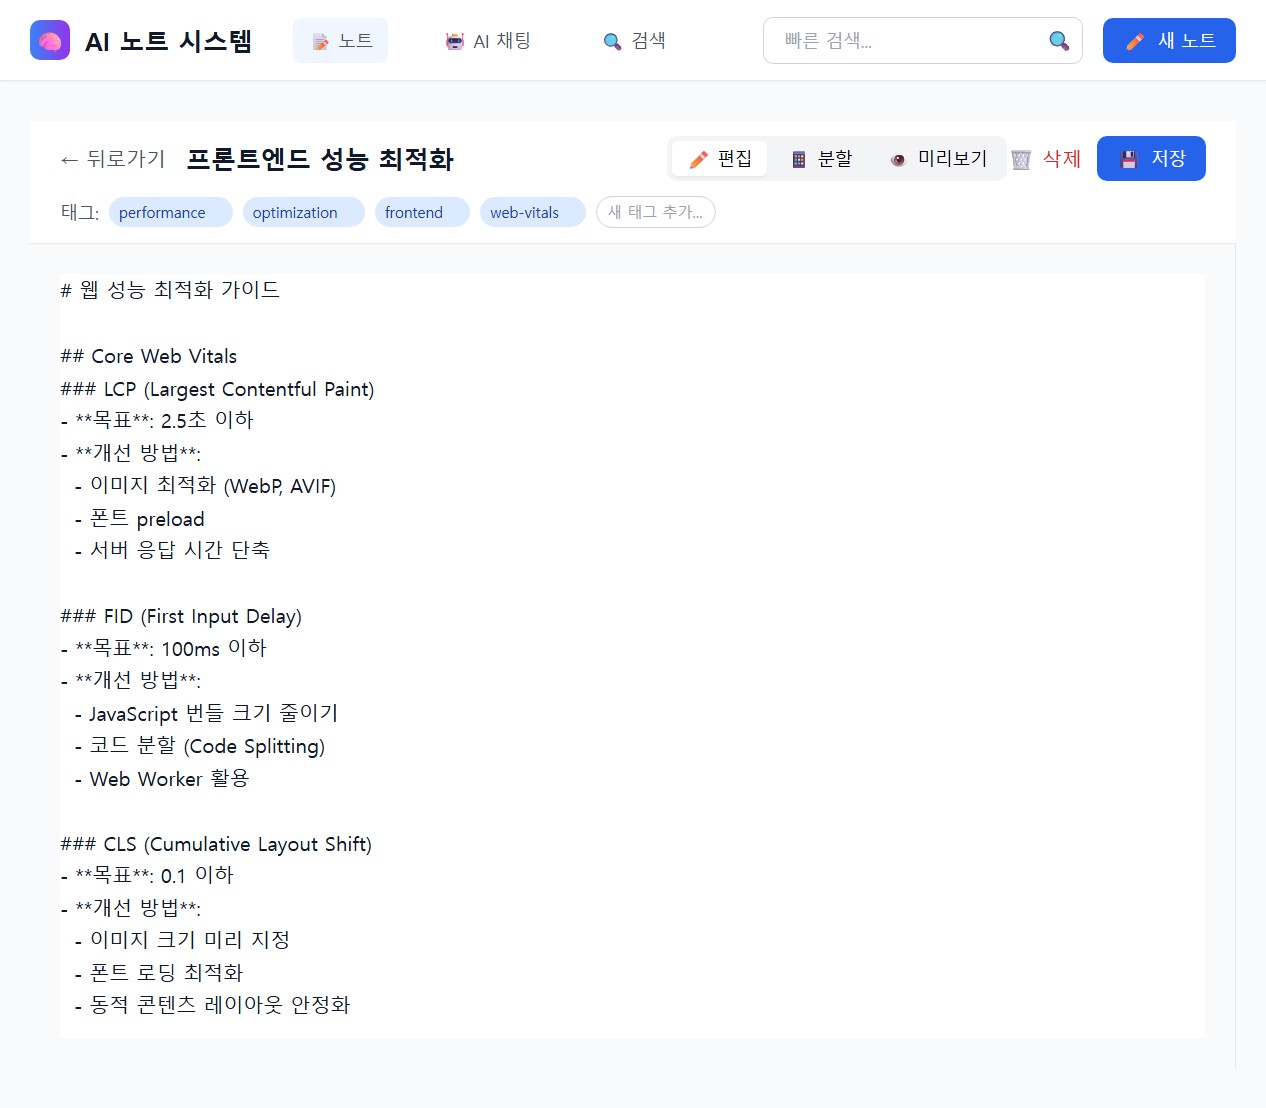 AI 노트 시스템
노트
AI 채팅
검색
빠른 검색...
새 노트
← 뒤로가기
프론트엔드 성능 최적화
편집
분할
미리보기
삭제
저장
태그:
performance
optimization
frontend
web-vitals
새 태그 추가...
# 웹 성능 최적화 가이드
## Core Web Vitals
### LCP (Largest Contentful Paint)
- **목표**: 2.5초 이하
- **개선 방법**:
- 이미지 최적화 (WebP, AVIF)
- 폰트 preload
- 서버 응답 시간 단축
### FID (First Input Delay)
- **목표**: 100ms 이하
- **개선 방법**:
- JavaScript 번들 크기 줄이기
- 코드 분할 (Code Splitting)
- Web Worker 활용
### CLS (Cumulative Layout Shift)
- **목표**: 0.1 이하
- **개선 방법**:
- 이미지 크기 미리 지정
- 폰트 로딩 최적화
- 동적 콘텐츠 레이아웃 안정화